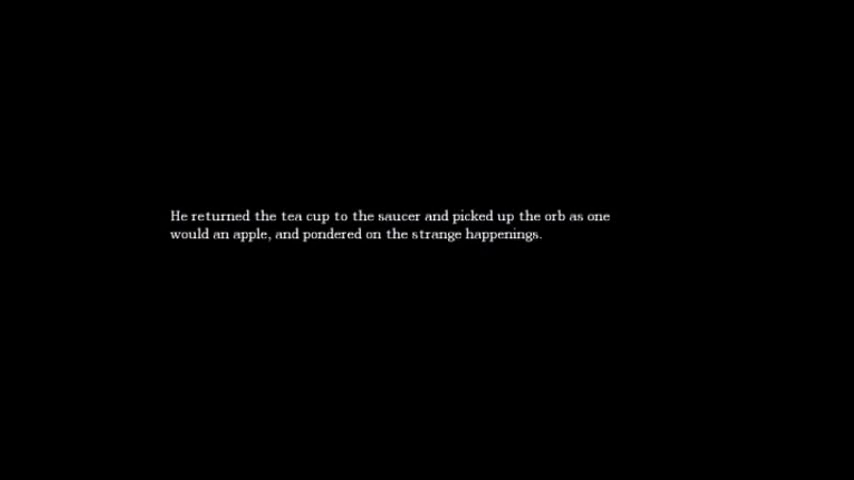 He returned the tea cup to the saucer and picked up the orb as one
would an apple, and pondered on the strange happenings.